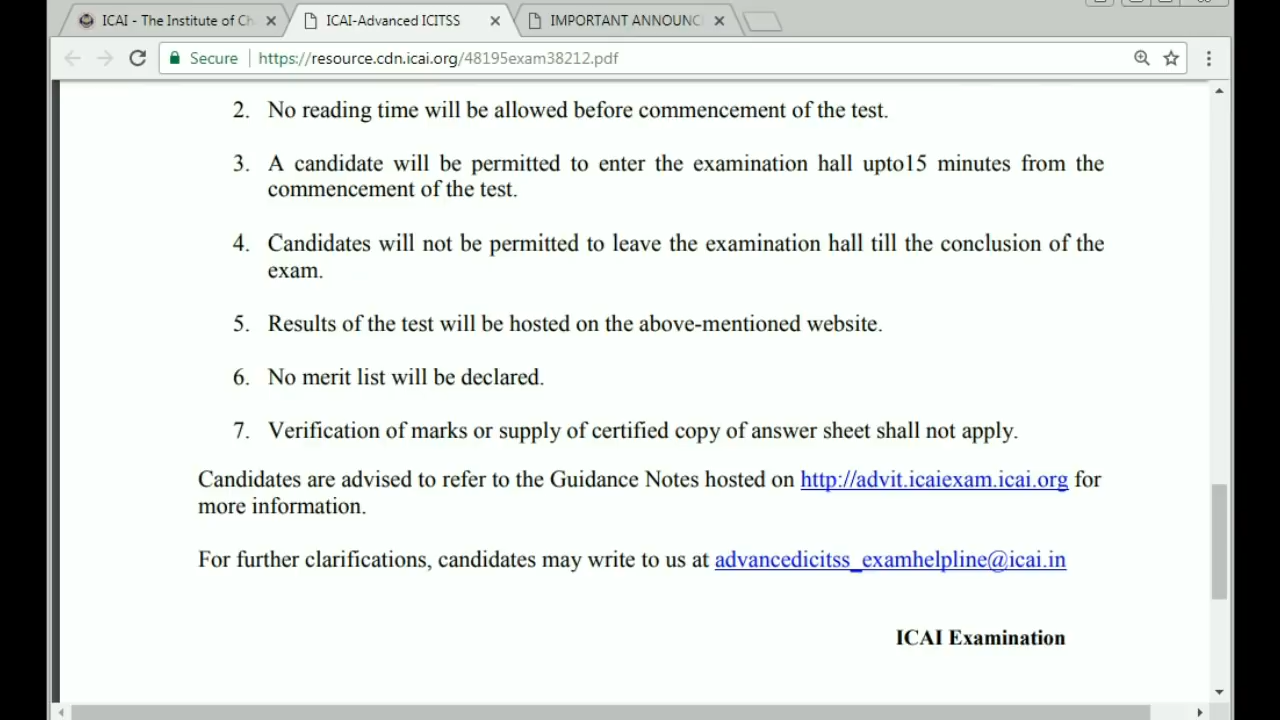 ICAI - The Institute of Ch
ICAI-Advanced ICITSS
IMPORTANT ANNOUNC
Secure
https://resource.cdn.icai.org/48195exam38212.pdf
2. No reading time will be allowed before commencement of the test.
3. A candidate will be permitted to enter the examination hall upto15 minutes from the
commencement of the test.
4. Candidates will not be permitted to leave the examination hall till the conclusion of the
exam.
5. Results of the test will be hosted on the above-mentioned website.
6. No merit list will be declared.
7. Verification of marks or supply of certified copy of answer sheet shall not apply.
Candidates are advised to refer to the Guidance Notes hosted on http://advit.icaiexam.icai.org for
more information.
For further clarifications, candidates may write to us at advancedicitss_examhelpline@icai.in
ICAI Examination